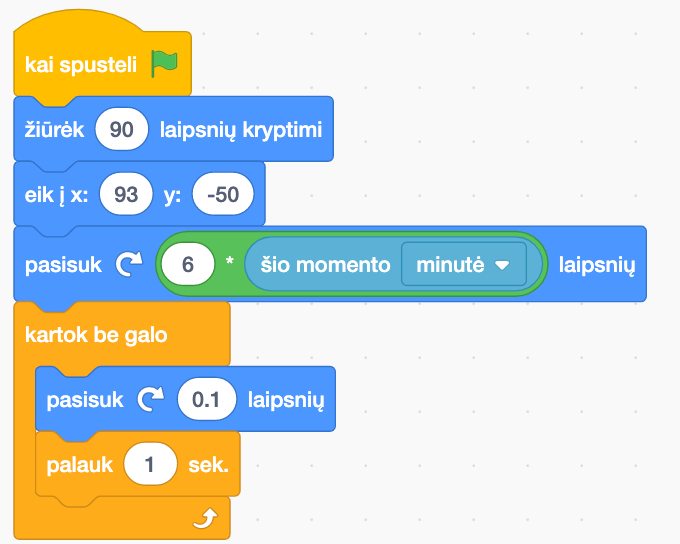 kai spusteli
žiūrėk 90 laipsnių kryptimi
eik į x: 93 y: -50
pasisuk 6 * šio momento minutė laipsnių
kartok be galo
pasisuk 0.1 laipsnių
palauk 1 sek.